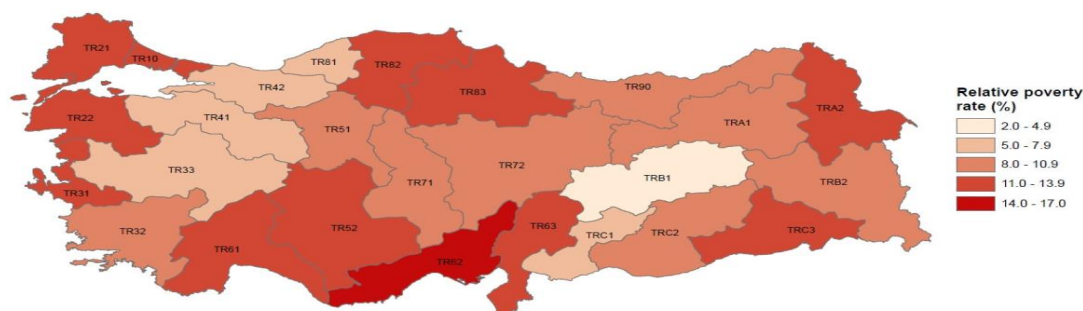 TR21
TR10
TR81
TR82
TR42
TR83
TR90
TRA2
TR22
TR41
TR51
TRA1
TR33
TR72
TR71
TRB1
TRB2
TR31
TR32
TR52
TR63
TRC1
TRC2
TRC3
TR61
TR62
Relative poverty
rate (%)
2.0 - 4.9
5.0 - 7.9
8.0 - 10.9
11.0 - 13.9
14.0 - 17.0